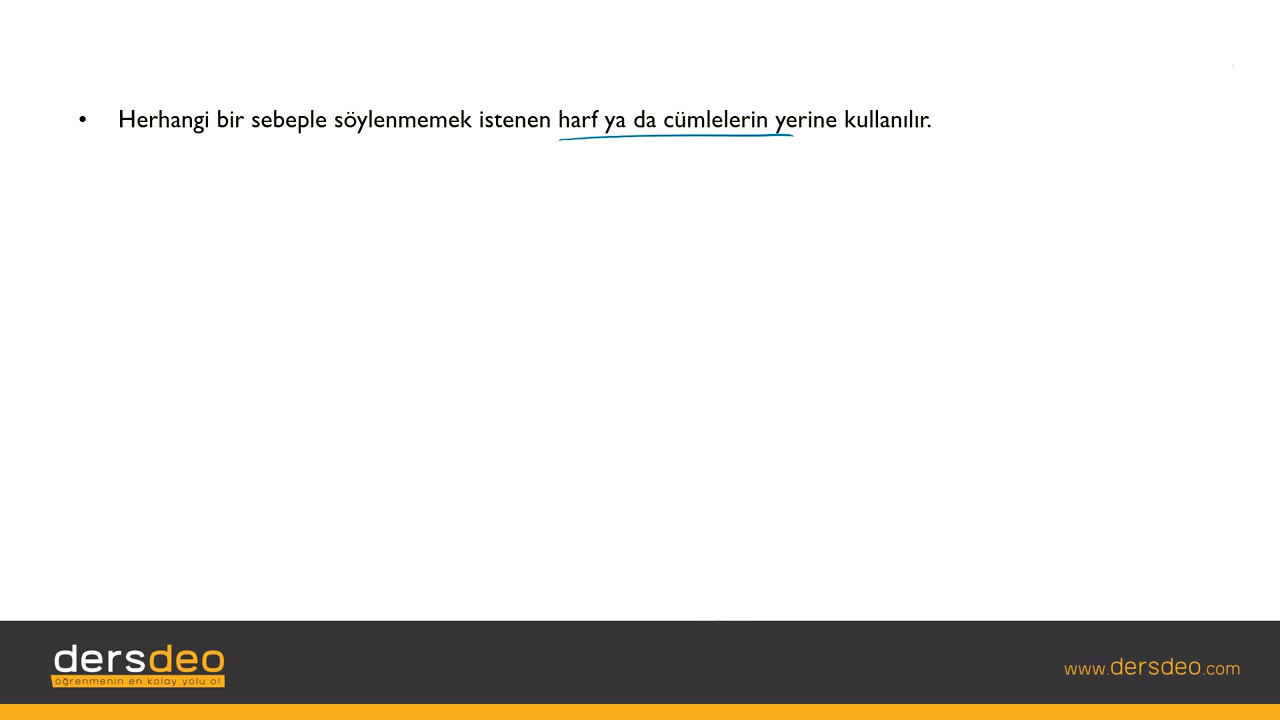 • Herhangi bir sebeple söylenmemek istenen harf ya da cümlelerin yerine kullanılır.
dersdeo
öğrenmenin en kolay yolu o!
www.dersdeo.com